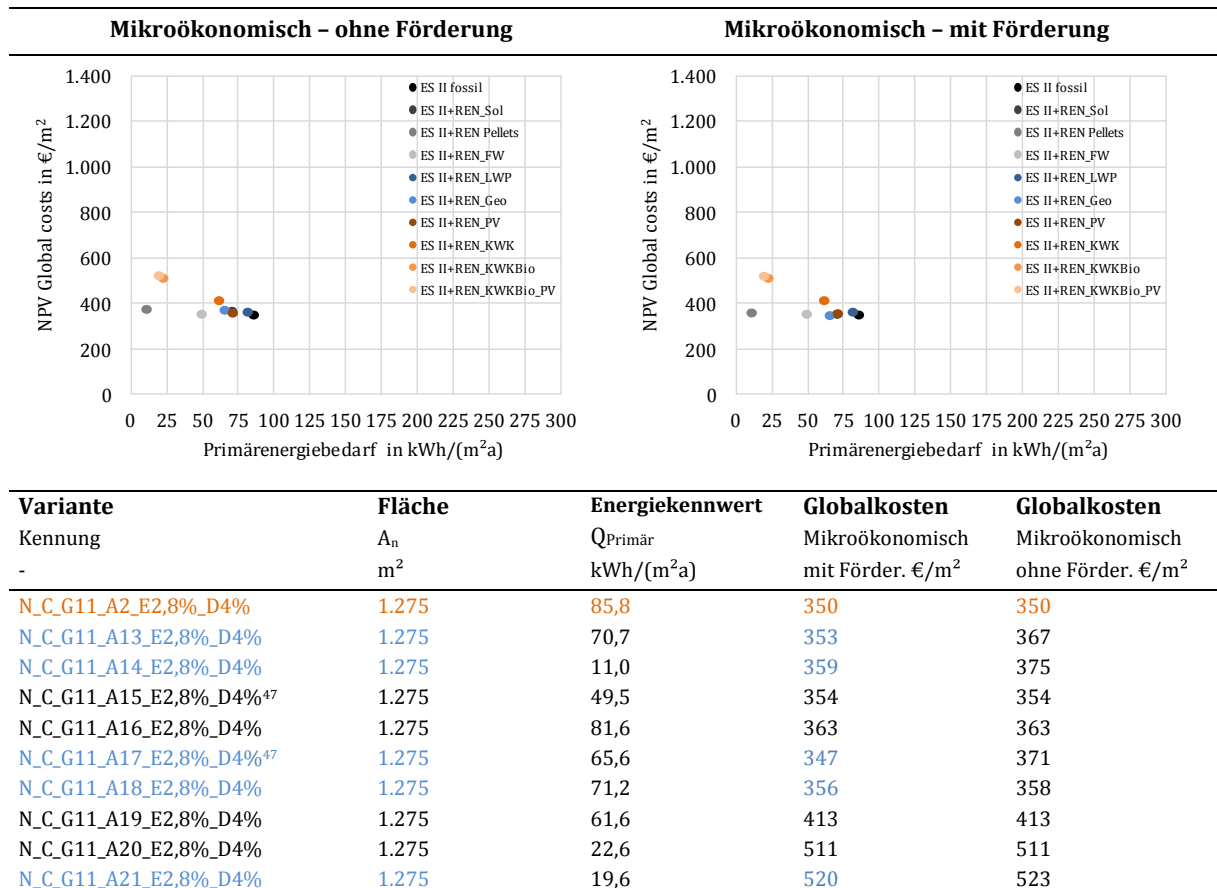 Mikroökonomisch – ohne Förderung
NPV Global costs in €/m²
1.400
1.200
1.000
800
600
400
200
0
0 25 50 75 100 125 150 175 200 225 250 275 300
Primärenergiebedarf in kWh/(m²a)
ES II fossil
ES II+REN_Sol
ES II+REN Pellets
ES II+REN_FW
ES II+REN_LWP
ES II+REN_Geo
ES II+REN_PV
ES II+REN_KWK
ES II+REN_KWKBio
ES II+REN_KWKBio_PV
Mikroökonomisch – mit Förderung
NPV Global costs in €/m²
1.400
1.200
1.000
800
600
400
200
0
0 25 50 75 100 125 150 175 200 225 250 275 300
Primärenergiebedarf in kWh/(m²a)
ES II fossil
ES II+REN_Sol
ES II+REN Pellets
ES II+REN_FW
ES II+REN_LWP
ES II+REN_Geo
ES II+REN_PV
ES II+REN_KWK
ES II+REN_KWKBio
ES II+REN_KWKBio_PV
Variante Fläche Energiekennwert Globalkosten Globalkosten
Kennung An QPrimär Mikroökonomisch Mikroökonomisch
- m² kWh/(m²a) mit Förder. €/m² ohne Förder. €/m²
N_C_G11_A2_E2,8%_D4% 1.275 85,8 350 350
N_C_G11_A13_E2,8%_D4% 1.275 70,7 353 367
N_C_G11_A14_E2,8%_D4% 1.275 11,0 359 375
N_C_G11_A15_E2,8%_D4%47 1.275 49,5 354 354
N_C_G11_A16_E2,8%_D4% 1.275 81,6 363 363
N_C_G11_A17_E2,8%_D4%47 1.275 65,6 347 371
N_C_G11_A18_E2,8%_D4% 1.275 71,2 356 358
N_C_G11_A19_E2,8%_D4% 1.275 61,6 413 413
N_C_G11_A20_E2,8%_D4% 1.275 22,6 511 511
N_C_G11_A21_E2,8%_D4% 1.275 19,6 520 523